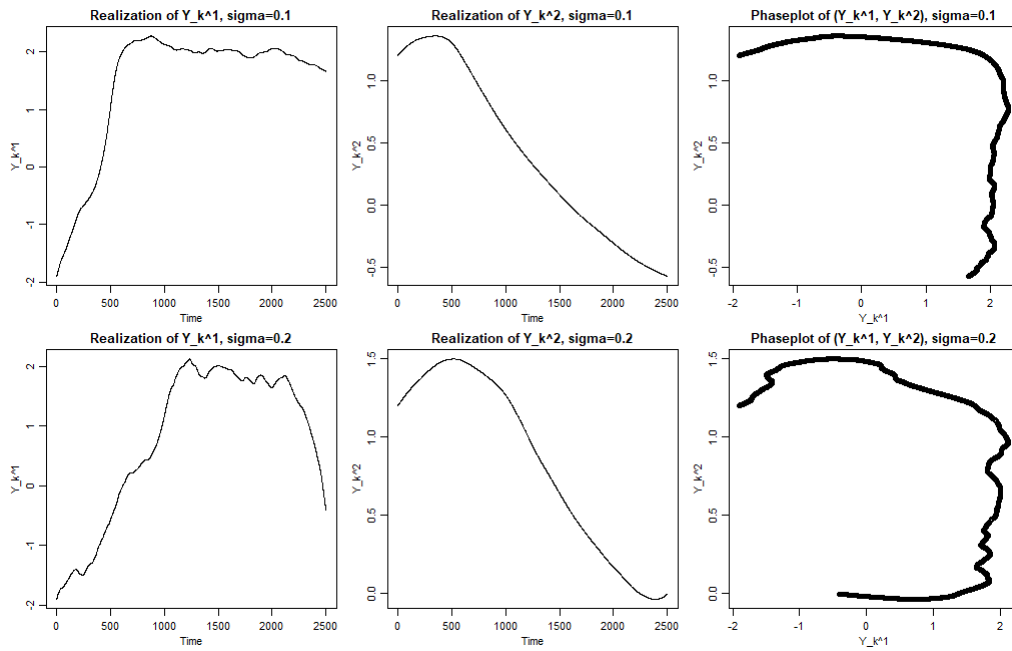 Realization of Y_k^1, sigma=0.1
Y_k^1
2
1
0
-1
-2
0 500 1000 1500 2000 2500
Time
Realization of Y_k^2, sigma=0.1
Y_k^2
1.0
0.5
0.0
-0.5
0 500 1000 1500 2000 2500
Time
Phaseplot of (Y_k^1, Y_k^2), sigma=0.1
Y_k^2
1.0
0.5
0.0
-0.5
-2 -1 0 1 2
Y_k^1
Realization of Y_k^1, sigma=0.2
Y_k^1
2
1
0
-1
-2
0 500 1000 1500 2000 2500
Time
Realization of Y_k^2, sigma=0.2
Y_k^2
1.5
1.0
0.5
0.0
0 500 1000 1500 2000 2500
Time
Phaseplot of (Y_k^1, Y_k^2), sigma=0.2
Y_k^2
1.5
1.0
0.5
0.0
-2 -1 0 1 2
Y_k^1